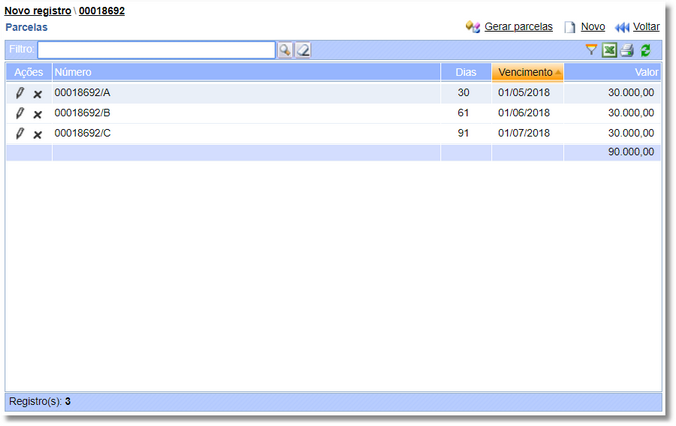 Novo registro \ 00018692
Parcelas Gerar parcelas Novo Voltar
Filtro:
Ações Número Dias Vencimento Valor
00018692/A 30 01/05/2018 30.000,00
00018692/B 61 01/06/2018 30.000,00
00018692/C 91 01/07/2018 30.000,00
90.000,00
Registro(s): 3